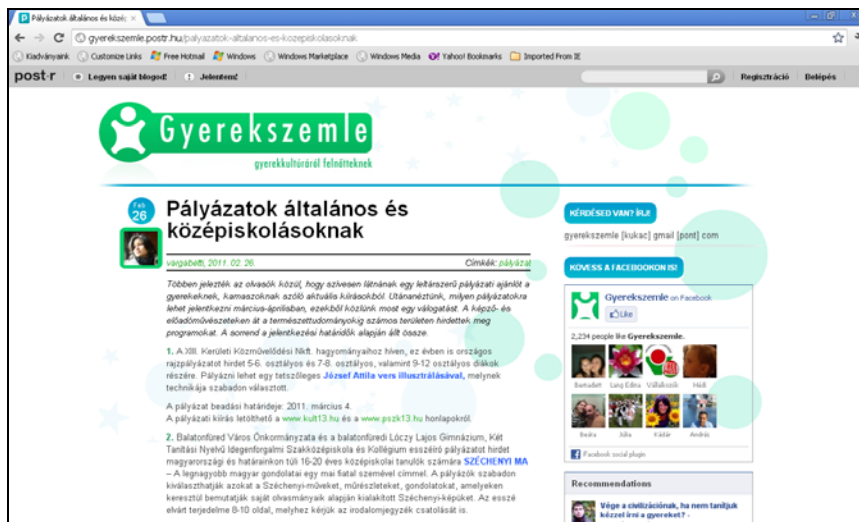 Pályázatok általános és közép
gyerekszemle.postr.hu/palyazatok-altalanos-es-kozepiskolasoknak
Kiadványaink Customize Links Free Hotmail Windows Windows Marketplace Windows Media Yahoo! Bookmarks Imported From IE
post·r Legyen saját blogod! Jelentem! Regisztráció Belépés
Gyerekszemle
gyerekkultúráról felnőtteknek
Feb
26
Pályázatok általános és
középiskolásoknak
vargabetti, 2011. 02. 26. Címkék: pályázat
Többen jelezték az olvasók közül, hogy szívesen látnának egy leltárszerű pályázati ajánlót a
gyerekeknek, kamaszoknak szóló aktuális kiírásokból. Utánanéztünk, milyen pályázatokra
lehet jelentkezni március-áprilisban, ezekből közlünk most egy válogatást. A képző- és
előadóművészeteken át a természettudományokig számos területen hirdettek meg
programokat. A sorrend a jelentkezési határidők alapján állt össze.
1. A XIII. Kerületi Közművelődési Nkft. hagyományaihoz híven, ez évben is országos
rajzpályázatot hirdet 5-6. osztályos és 7-8. osztályos, valamint 9-12 osztályos diákok
részére. Pályázni lehet egy tetszőleges József Attila vers illusztrálásával, melynek
technikája szabadon választott.
A pályázat beadási határideje: 2011. március 4.
A pályázati kiírás letölthető a www.kult13.hu és a www.pszk13.hu honlapokról.
2. Balatonfüred Város Önkormányzata és a balatonfüredi Lóczy Lajos Gimnázium, Két
Tanítási Nyelvű Idegenforgalmi Szakközépiskola és Kollégium esszéíró pályázatot hirdet
magyarországi és határainkon túli 16-20 éves középiskolai tanulók számára SZÉCHENYI MA
– A legnagyobb magyar gondolatai egy mai fiatal szemével címmel. A pályázók szabadon
kiválaszthatják azokat a Széchenyi-műveket, műrészleteket, gondolatokat, amelyeken
keresztül bemutatják saját olvasmányaik alapján kialakított Széchenyi-képüket. Az esszé
elvárt terjedelme 8-10 oldal, melyhez kérjük az irodalomjegyzék csatolását is.
KÉRDÉSED VAN? ÍRJ!
gyerekszemle [kukac] gmail [pont] com
KÖVESS A FACEBOOKON IS!
Gyerekszemle on Facebook
Like
2,234 people like Gyerekszemle.
Bernadett Lang Edina Vállalkozik Hédi
Beáta Júlia Kádár András
Facebook social plugin
Recommendations
Vége a civilizációnak, ha nem tanítjuk
kézzel írni a gyereket? -